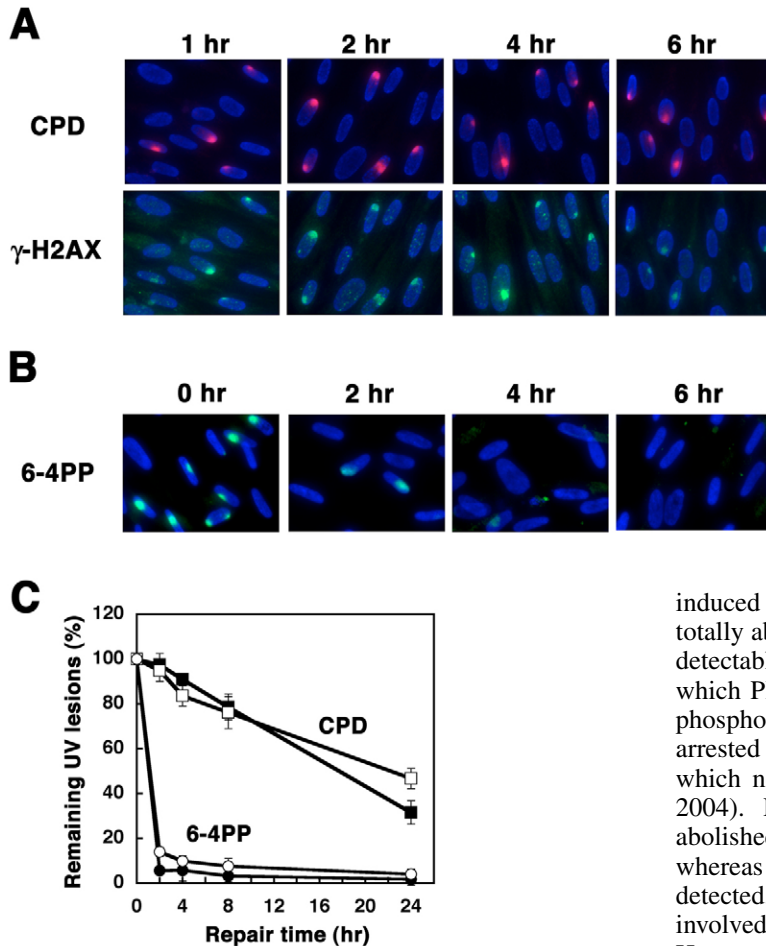 A
1 hr 2 hr 4 hr 6 hr
CPD
γ-H2AX
B
0 hr 2 hr 4 hr 6 hr
6-4PP
C
Remaining UV lesions (%)
120
100
80
60
40
20
0
CPD
6-4PP
0 4 8 12 16 20 24
Repair time (hr)
induced
totally ab
detectabl
which P
phospho
arrested
which n
2004).
abolished
whereas
detected
involved